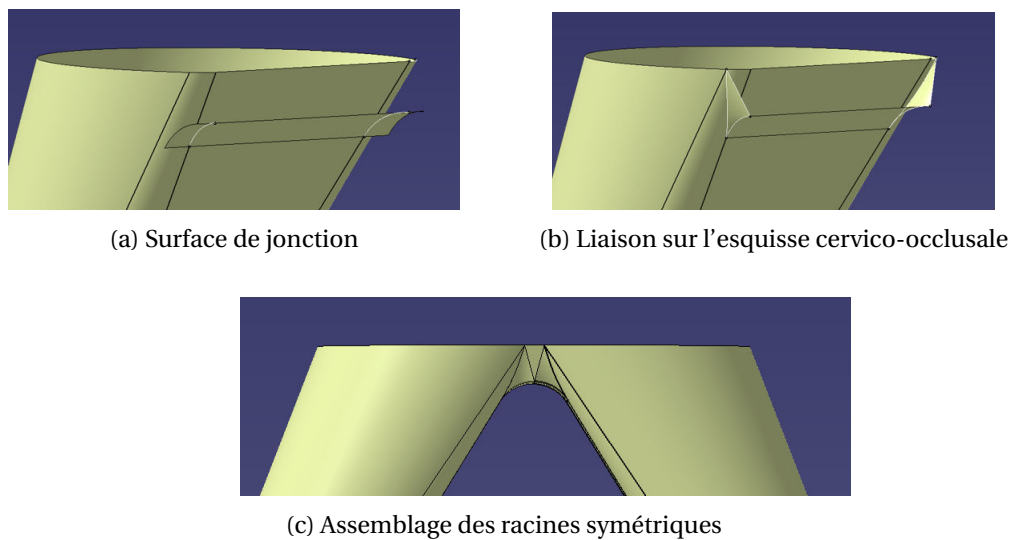 (a) Surface de jonction
(b) Liaison sur l'esquisse cervico-occlusale
(c) Assemblage des racines symétriques